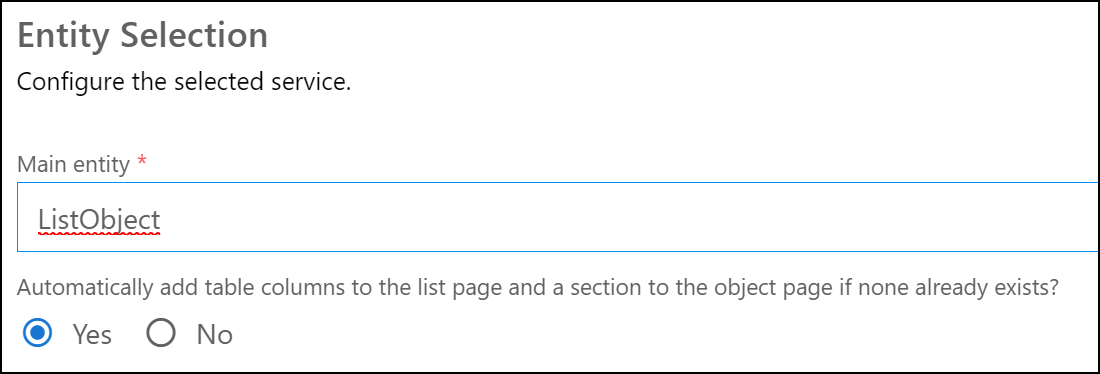 Entity Selection
Configure the selected service.
Main entity *
ListObject
Automatically add table columns to the list page and a section to the object page if none already exists?
Yes No